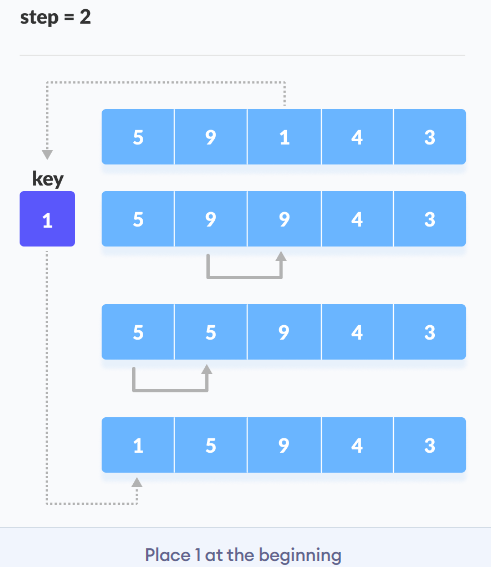 step = 2
5 9 1 4 3
key
1
5 9 9 4 3
5 5 9 4 3
1 5 9 4 3
Place 1 at the beginning